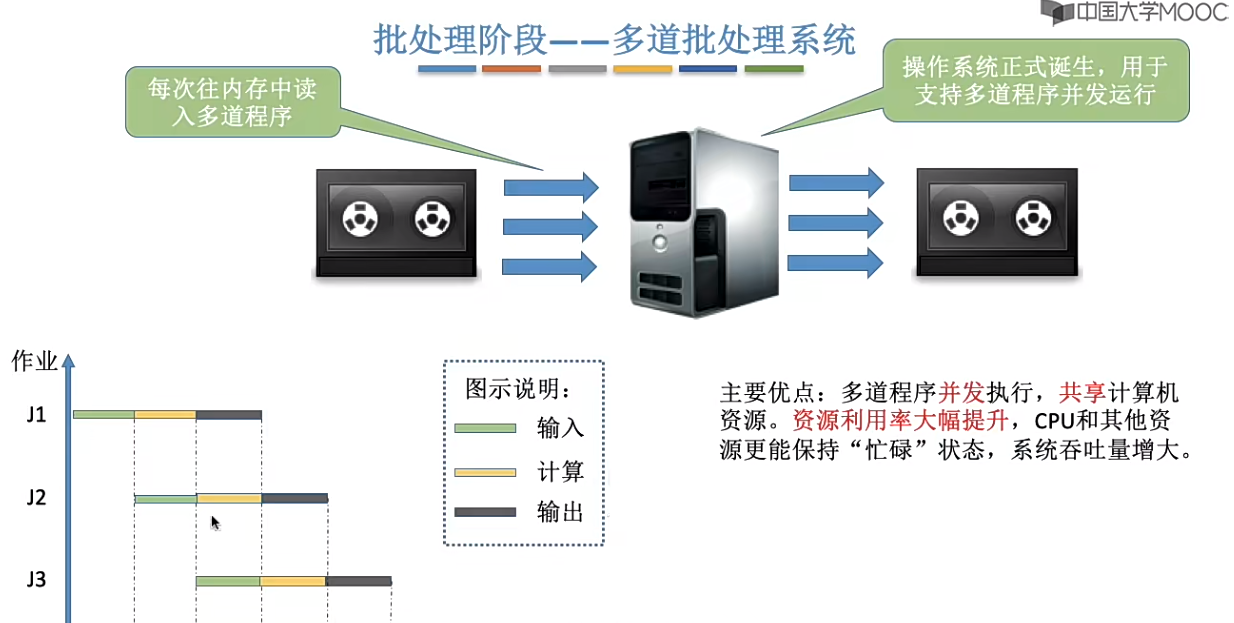 中国大学MOOC
批处理阶段——多道批处理系统
每次往内存中读
入多道程序
操作系统正式诞生，用于
支持多道程序并发运行
作业
J1
J2
J3
图示说明：
输入
计算
输出
主要优点：多道程序并发执行，共享计算机
资源。资源利用率大幅提升，CPU和其他资
源更能保持“忙碌”状态，系统吞吐量增大。